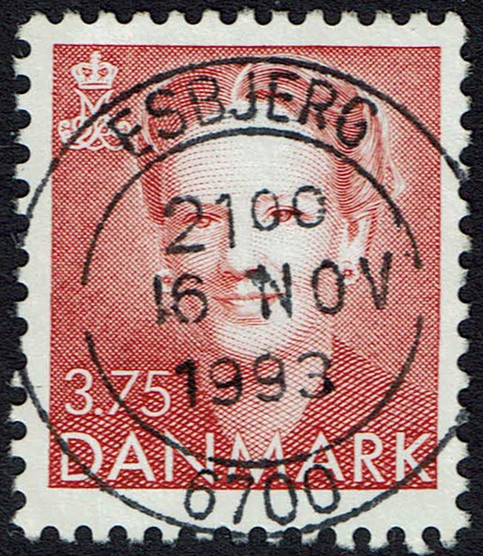 ESBJERG
2100
16 NOV
1993
3.75
DANMARK
6700